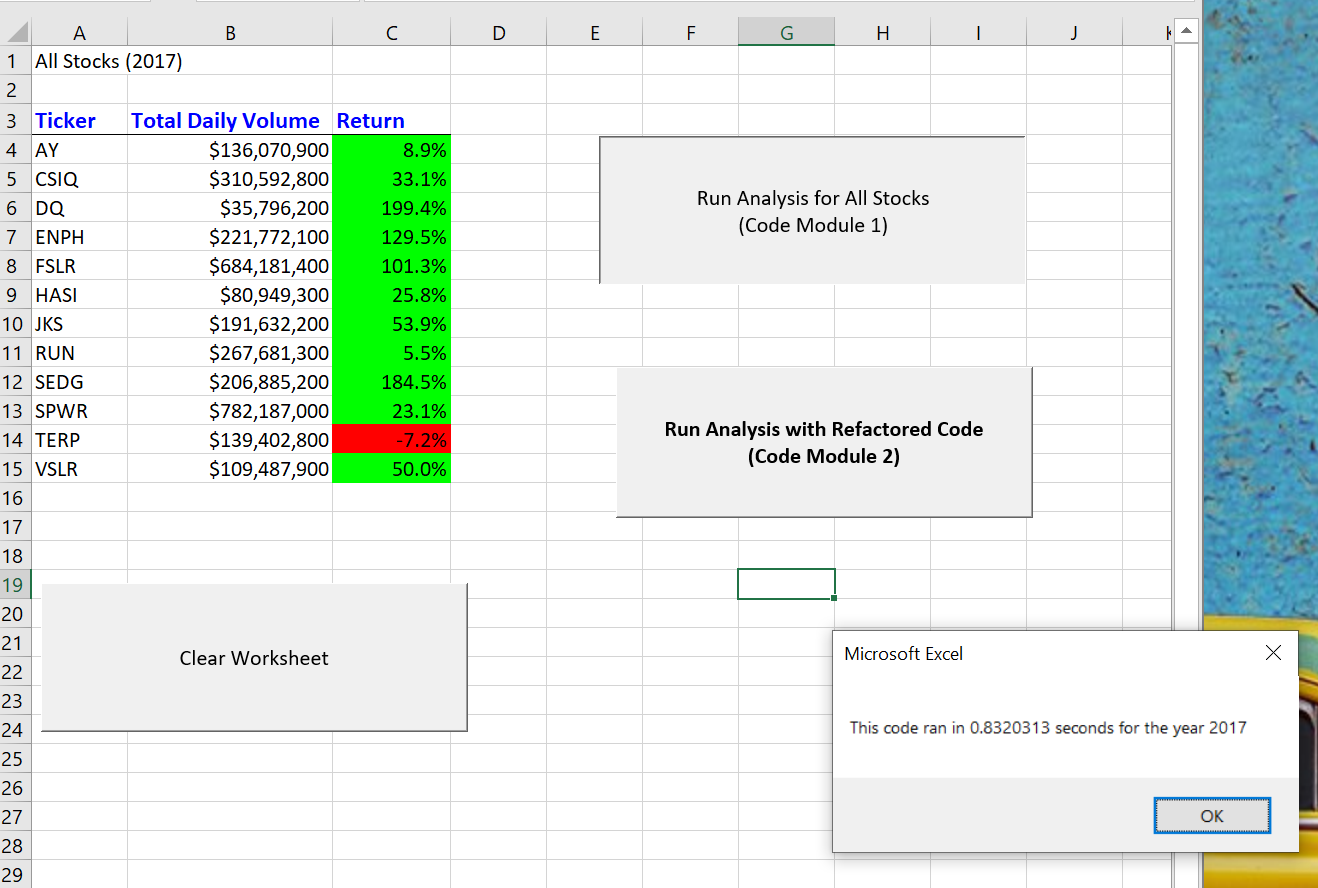 A B C D E F G H I J K
1 All Stocks (2017)
2
3 Ticker Total Daily Volume Return
4 AY $136,070,900 8.9%
5 CSIQ $310,592,800 33.1%
6 DQ $35,796,200 199.4%
7 ENPH $221,772,100 129.5%
8 FSLR $684,181,400 101.3%
9 HASI $80,949,300 25.8%
10 JKS $191,632,200 53.9%
11 RUN $267,681,300 5.5%
12 SEDG $206,885,200 184.5%
13 SPWR $782,187,000 23.1%
14 TERP $139,402,800 -7.2%
15 VSLR $109,487,900 50.0%
16
17
18
19
20
21
22
23
24
25
26
27
28
29
Run Analysis for All Stocks
(Code Module 1)
Run Analysis with Refactored Code
(Code Module 2)
Clear Worksheet
Microsoft Excel
This code ran in 0.8320313 seconds for the year 2017
OK